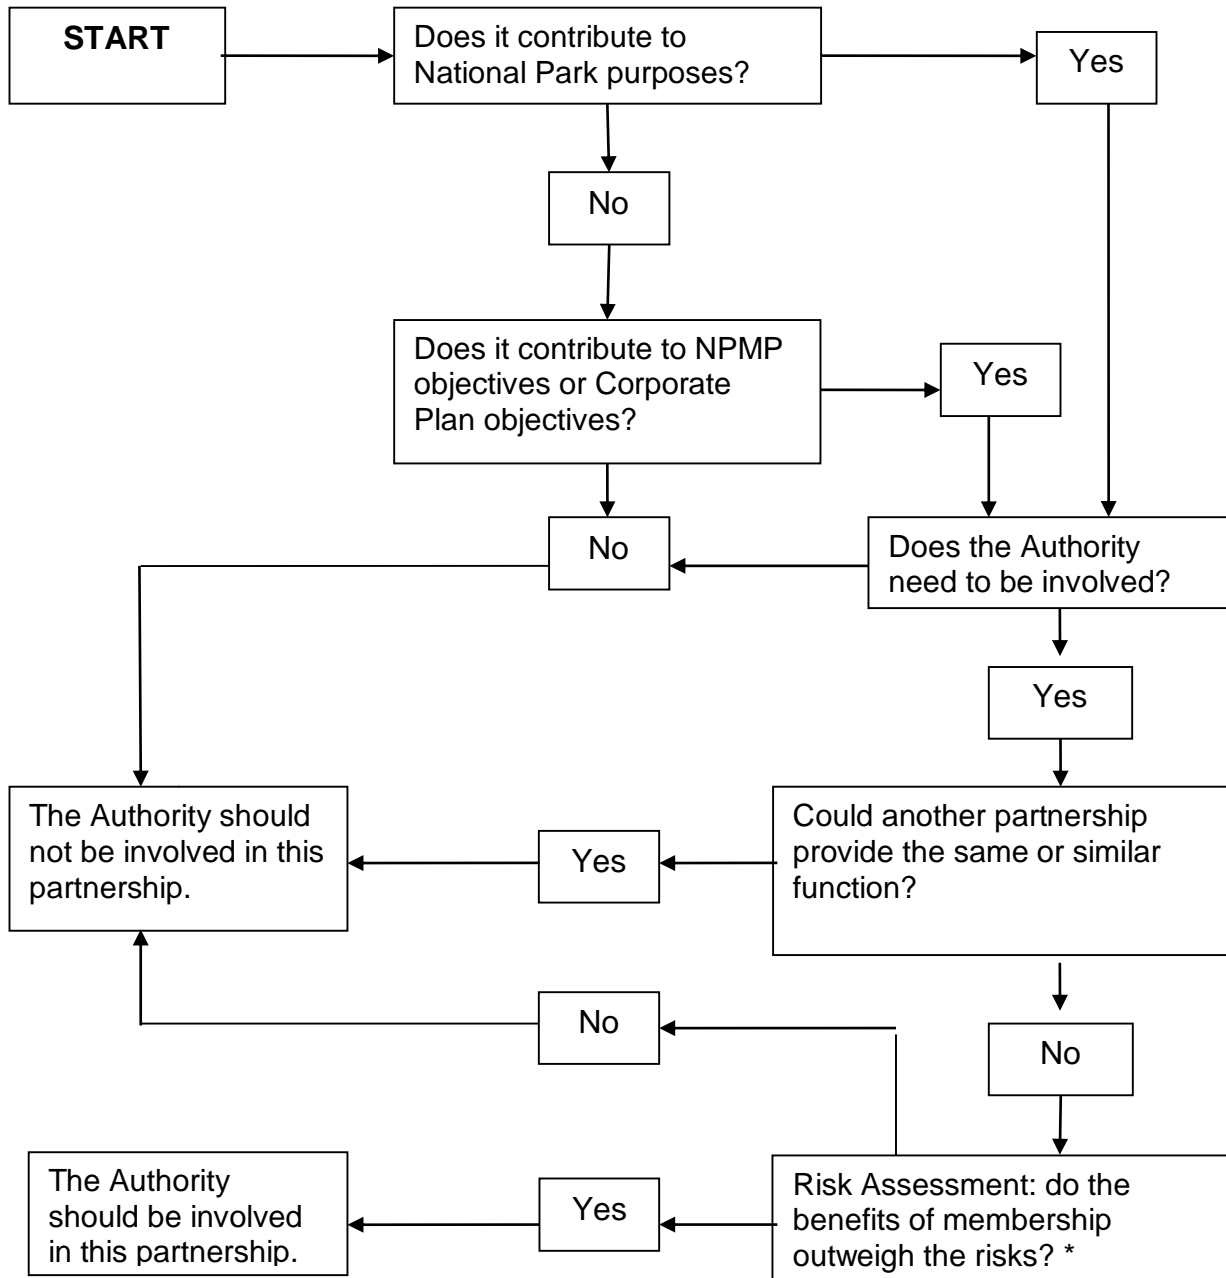 START
Does it contribute to
National Park purposes?
Yes
No
Does it contribute to NPMP
objectives or Corporate
Plan objectives?
Yes
No
Does the Authority
need to be involved?
Yes
The Authority should
not be involved in this
partnership.
Yes
Could another partnership
provide the same or similar
function?
No
No
The Authority
should be involved
in this partnership.
Yes
Risk Assessment: do the
benefits of membership
outweigh the risks? *